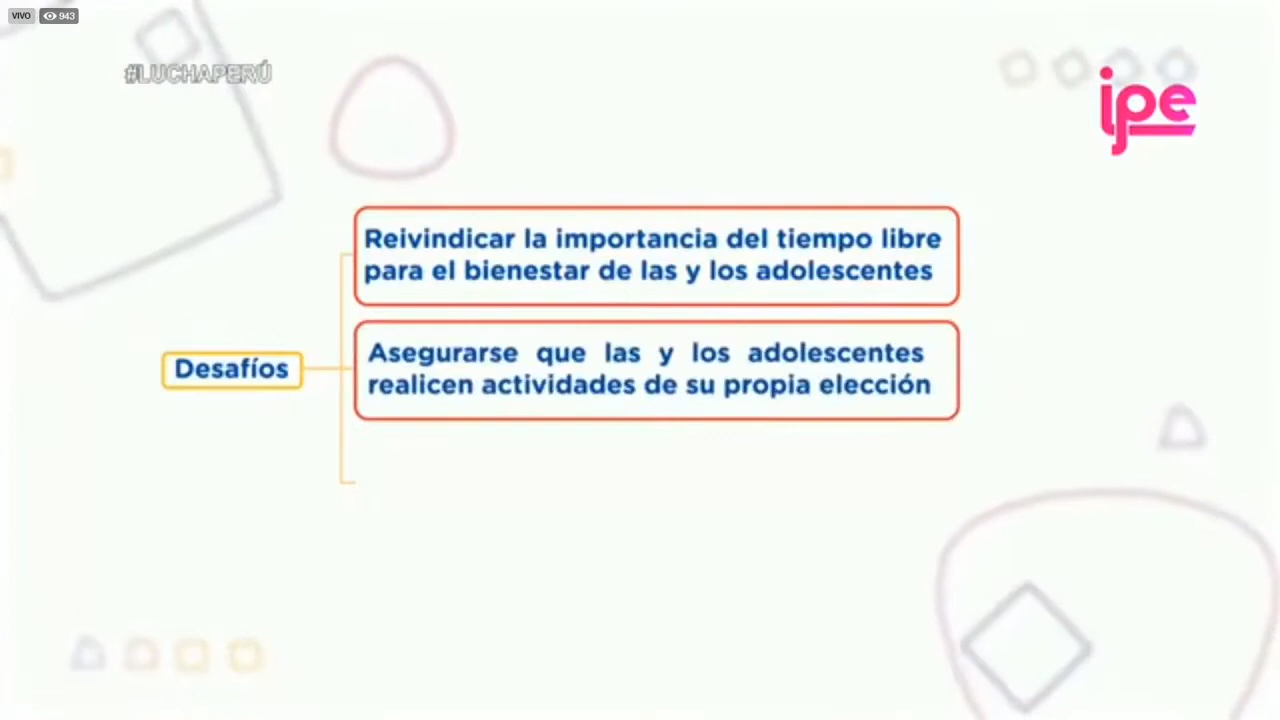 VIVO 943
#LUCHAPERÚ
ipe
Reivindicar la importancia del tiempo libre
para el bienestar de las y los adolescentes
Desafíos
Asegurarse que las y los adolescentes
realicen actividades de su propia elección